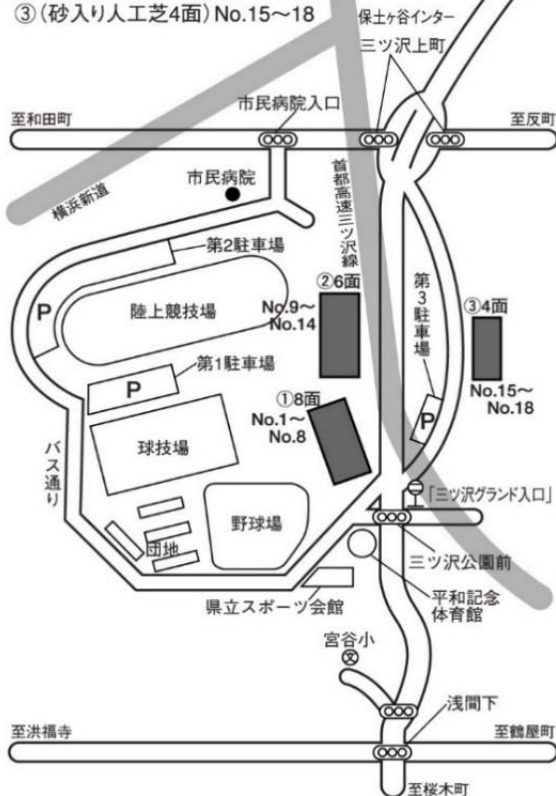 ③(砂入り人工芝4面)No.15～18
保土ヶ谷インター
三ツ沢上町
市民病院入口
至和田町
至反町
市民病院
横浜新道
首都高速三ツ沢線
第2駐車場
②6面
No.9～
No.14
第3駐車場
③4面
No.15～
No.18
P
陸上競技場
第1駐車場
P
①8面
No.1～
No.8
P
球技場
バス通り
「三ツ沢グランド入口」
野球場
団地
三ツ沢公園前
県立スポーツ会館
平和記念
体育館
宮谷小
文
浅間下
至洪福寺
至鶴屋町
至桜木町